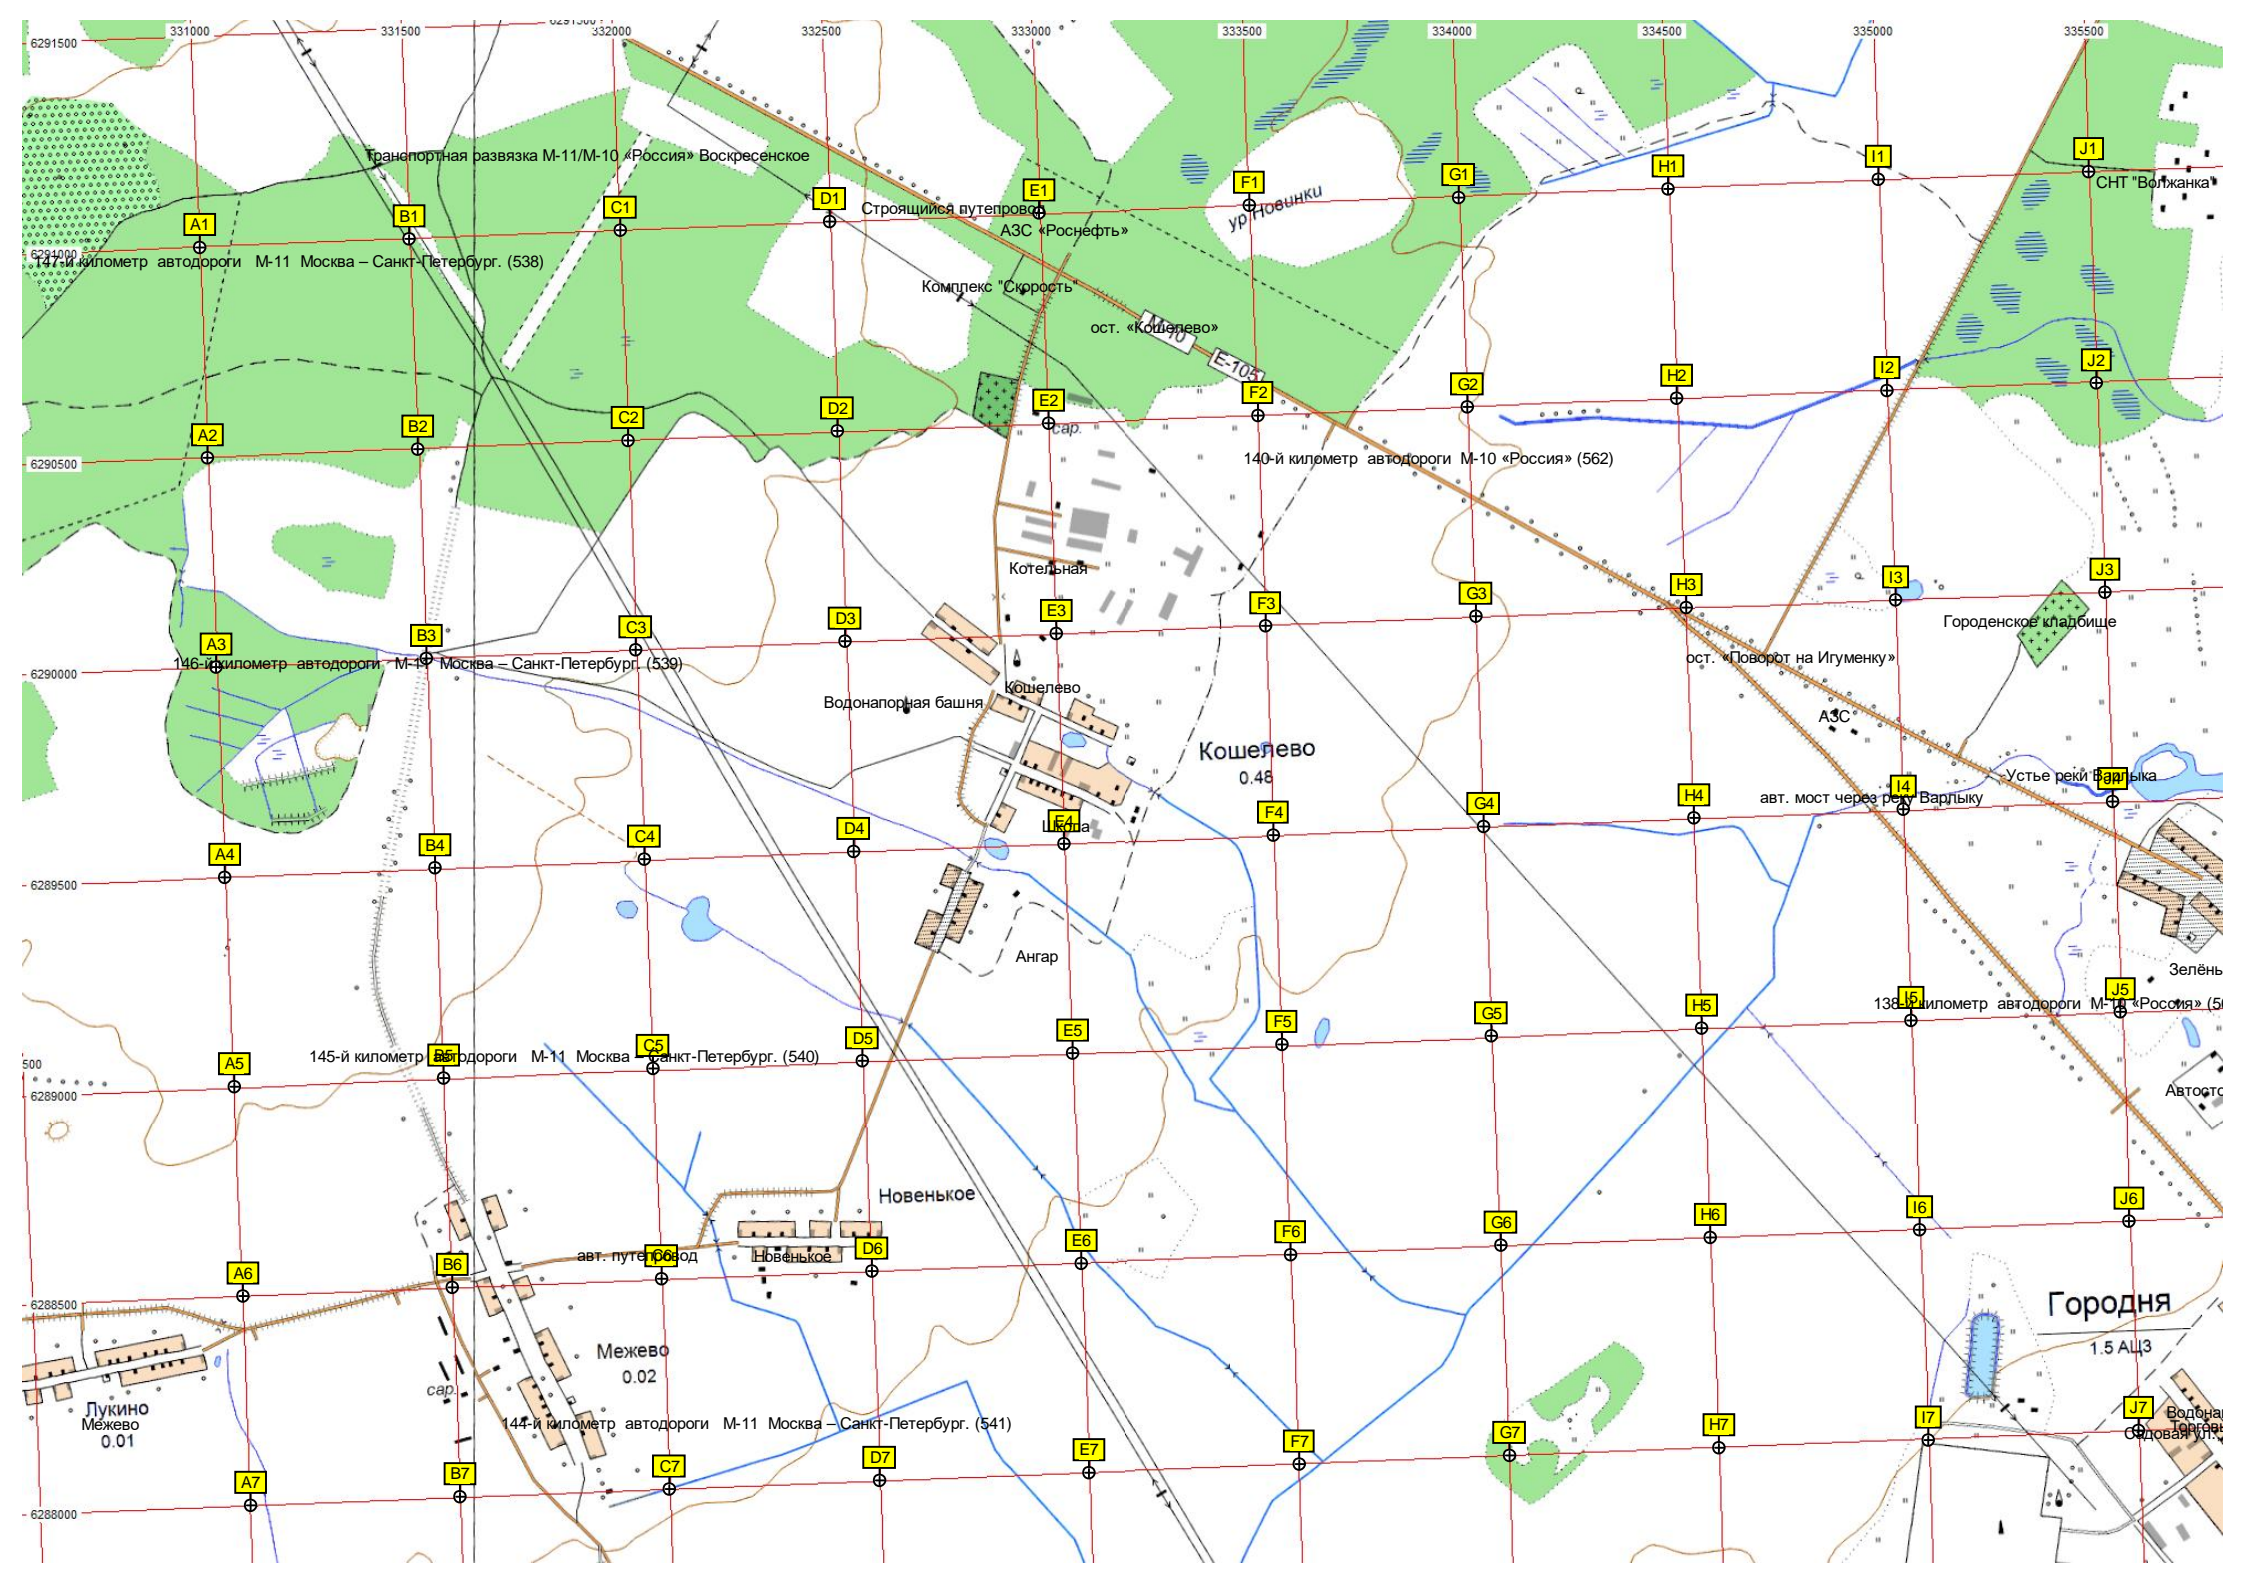 6291500
331000
331500
332000
332500
333000
333500
334000
334500
335000
335500
Транспортная развязка М-11/М-10 «Россия» Воскресенское
A1
B1
C1
D1
E1
F1
G1
H1
I1
J1
СНТ "Волжанка"
ур Новинки
Строящийся путепровод
АЗС «Роснефть»
6291000
147-й километр автодороги М-11 Москва – Санкт-Петербург. (538)
Комплекс "Скорость"
ост. «Кошелево»
М-10
Е-105
A2
B2
C2
D2
E2
F2
G2
H2
I2
J2
сар.
6290500
140-й километр автодороги М-10 «Россия» (562)
Котельная
A3
B3
C3
D3
E3
F3
G3
H3
I3
J3
Городенское кладбище
146-й километр автодороги М-11 Москва – Санкт-Петербург. (539)
ост. «Поворот на Игуменку»
6290000
Кошелево
Водонапорная башня
АЗС
Кошелево
0.48
Устье реки Варлыка
авт. мост через реку Варлыку
A4
B4
C4
D4
E4
F4
G4
H4
I4
J4
Школа
6289500
Ангар
Зелёнь
138-й километр автодороги М-10 «Россия» (56
A5
B5
C5
D5
E5
F5
G5
H5
I5
J5
145-й километр автодороги М-11 Москва – Санкт-Петербург. (540)
500
6289000
Автосто
Новенькое
A6
B6
C6
D6
E6
F6
G6
H6
I6
J6
авт. путепровод
Новенькое
6288500
Городня
1.5 АЦЗ
Межево
0.02
сар.
Лукино
Межево
0.01
144-й километр автодороги М-11 Москва – Санкт-Петербург. (541)
Водона
Торговы
Садовая ул.
A7
B7
C7
D7
E7
F7
G7
H7
I7
J7
6288000